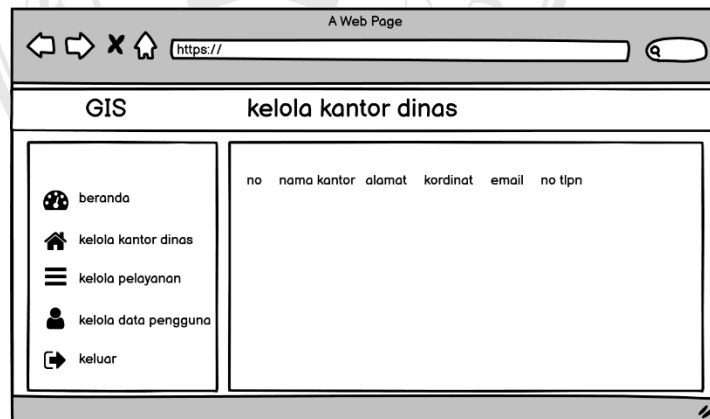 A Web Page
https://
GIS
kelola kantor dinas
no nama kantor alamat kordinat email no tlpn
beranda
kelola kantor dinas
kelola pelayanan
kelola data pengguna
keluar